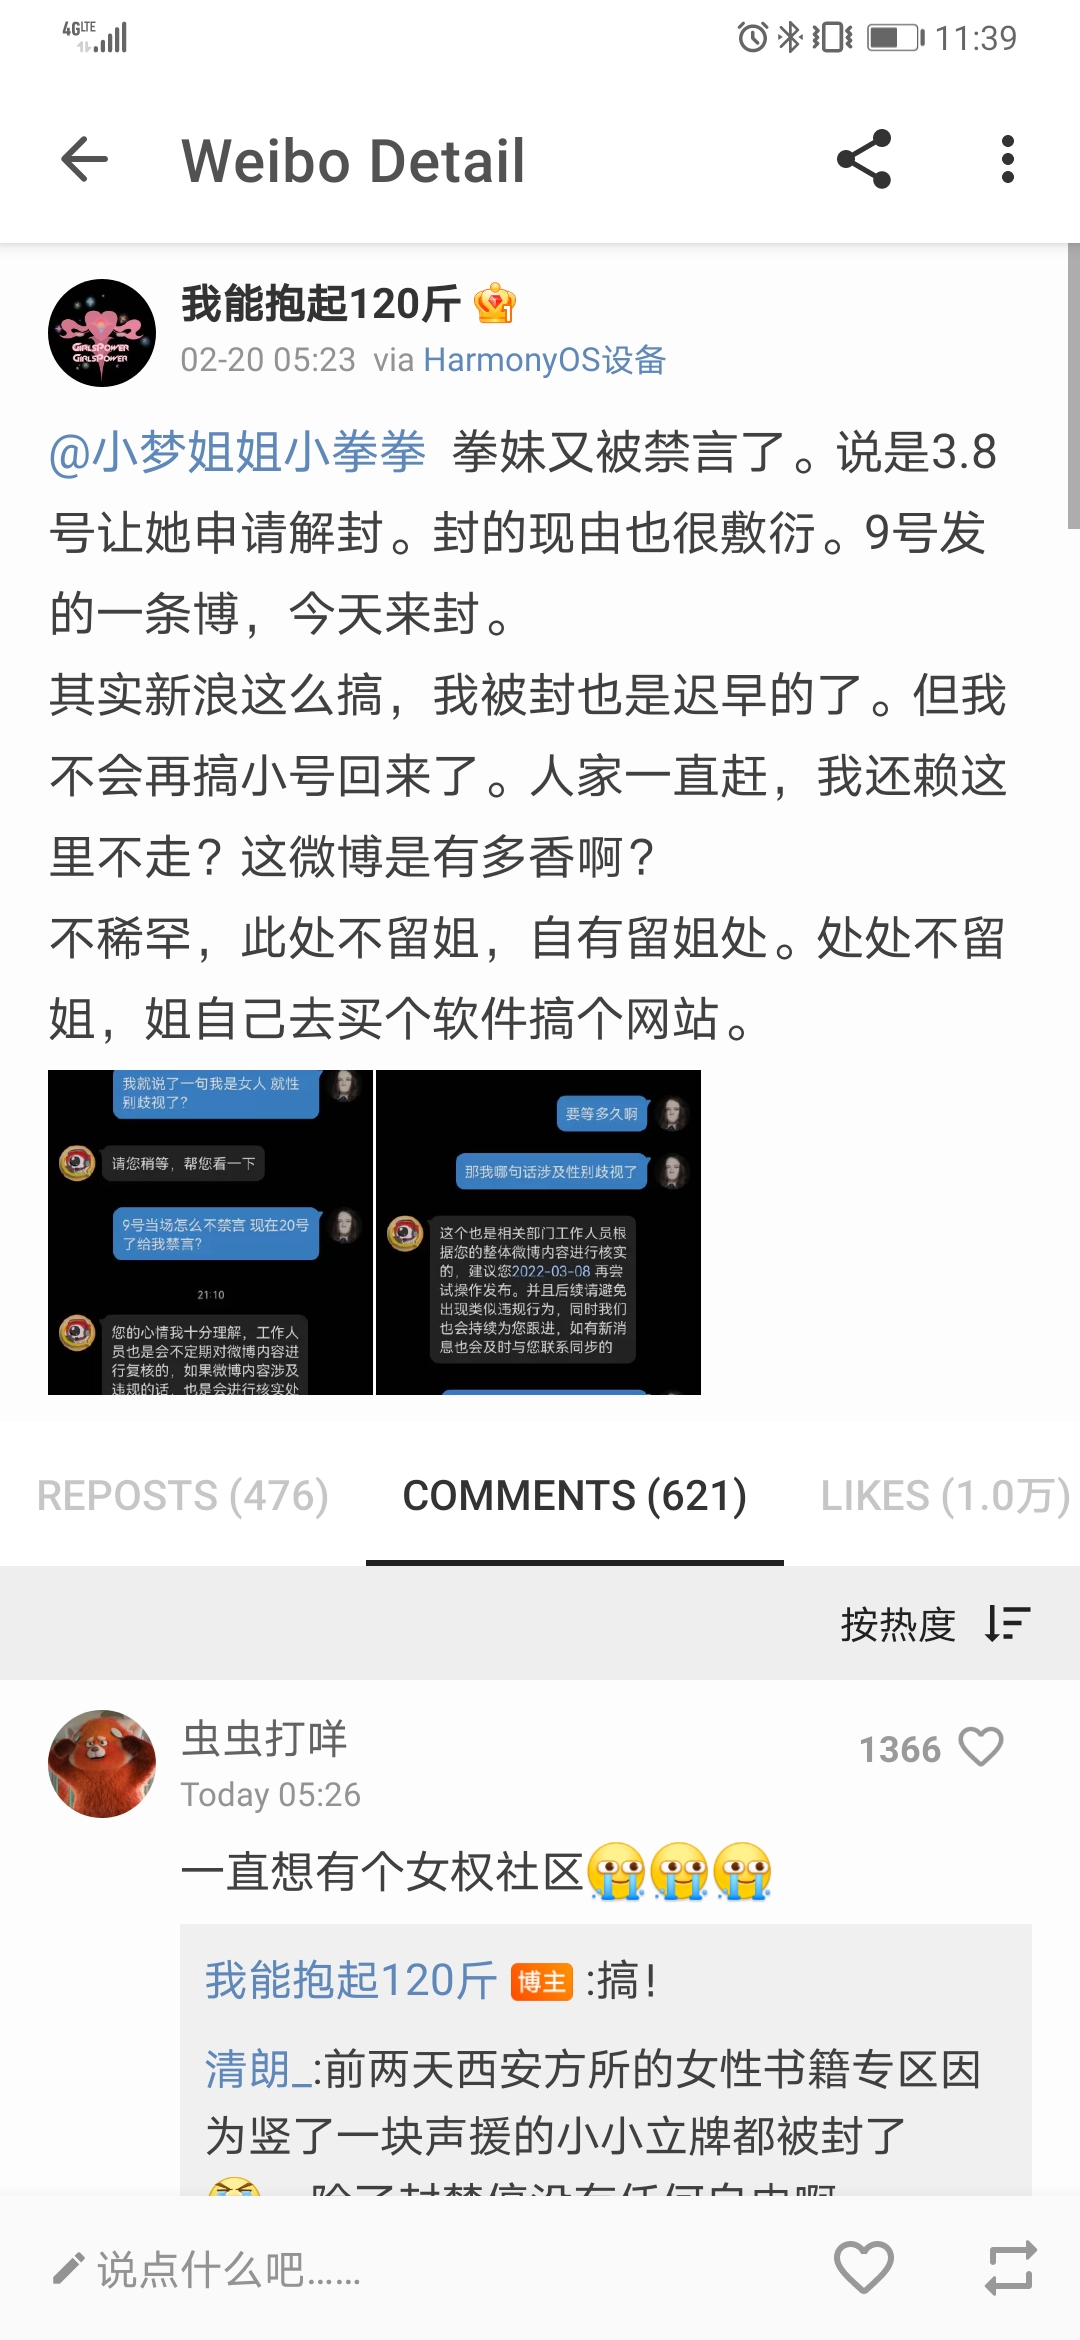 4GLTE
11:39
Weibo Detail
我能抱起120斤
GIRLSPOWER
GIRLSPOWER
02-20 05:23 via HarmonyOS设备
@小梦姐姐小拳拳 拳妹又被禁言了。说是3.8
号让她申请解封。封的现由也很敷衍。9号发
的一条博，今天来封。
其实新浪这么搞，我被封也是迟早的了。但我
不会再搞小号回来了。人家一直赶，我还赖这
里不走？这微博是有多香啊？
不稀罕，此处不留姐，自有留姐处。处处不留
姐，姐自己去买个软件搞个网站。
我就说了一句我是女人 就性
别歧视了?
请您稍等，帮您看一下
9号当场怎么不禁言 现在20号
了给我禁言?
21:10
您的心情我十分理解，工作人
员也是会不定期对微博内容进
行复核的，如果微博内容涉及
违规的话，也是会进行核实处
要等多久啊
那我哪句话涉及性别歧视了
这个也是相关部门工作人员根
据您的整体微博内容进行核实
的，建议您2022-03-08 再尝
试操作发布。并且后续请避免
出现类似违规行为，同时我们
也会持续为您跟进，如有新消
息也会及时与您联系同步的
REPOSTS (476)
COMMENTS (621)
LIKES (1.0万)
按热度
虫虫打咩
1366
Today 05:26
一直想有个女权社区
我能抱起120斤 博主 :搞！
清朗_:前两天西安方所的女性书籍专区因
为竖了一块声援的小小立牌都被封了
除了封禁停没有任何自由啊
说点什么吧……